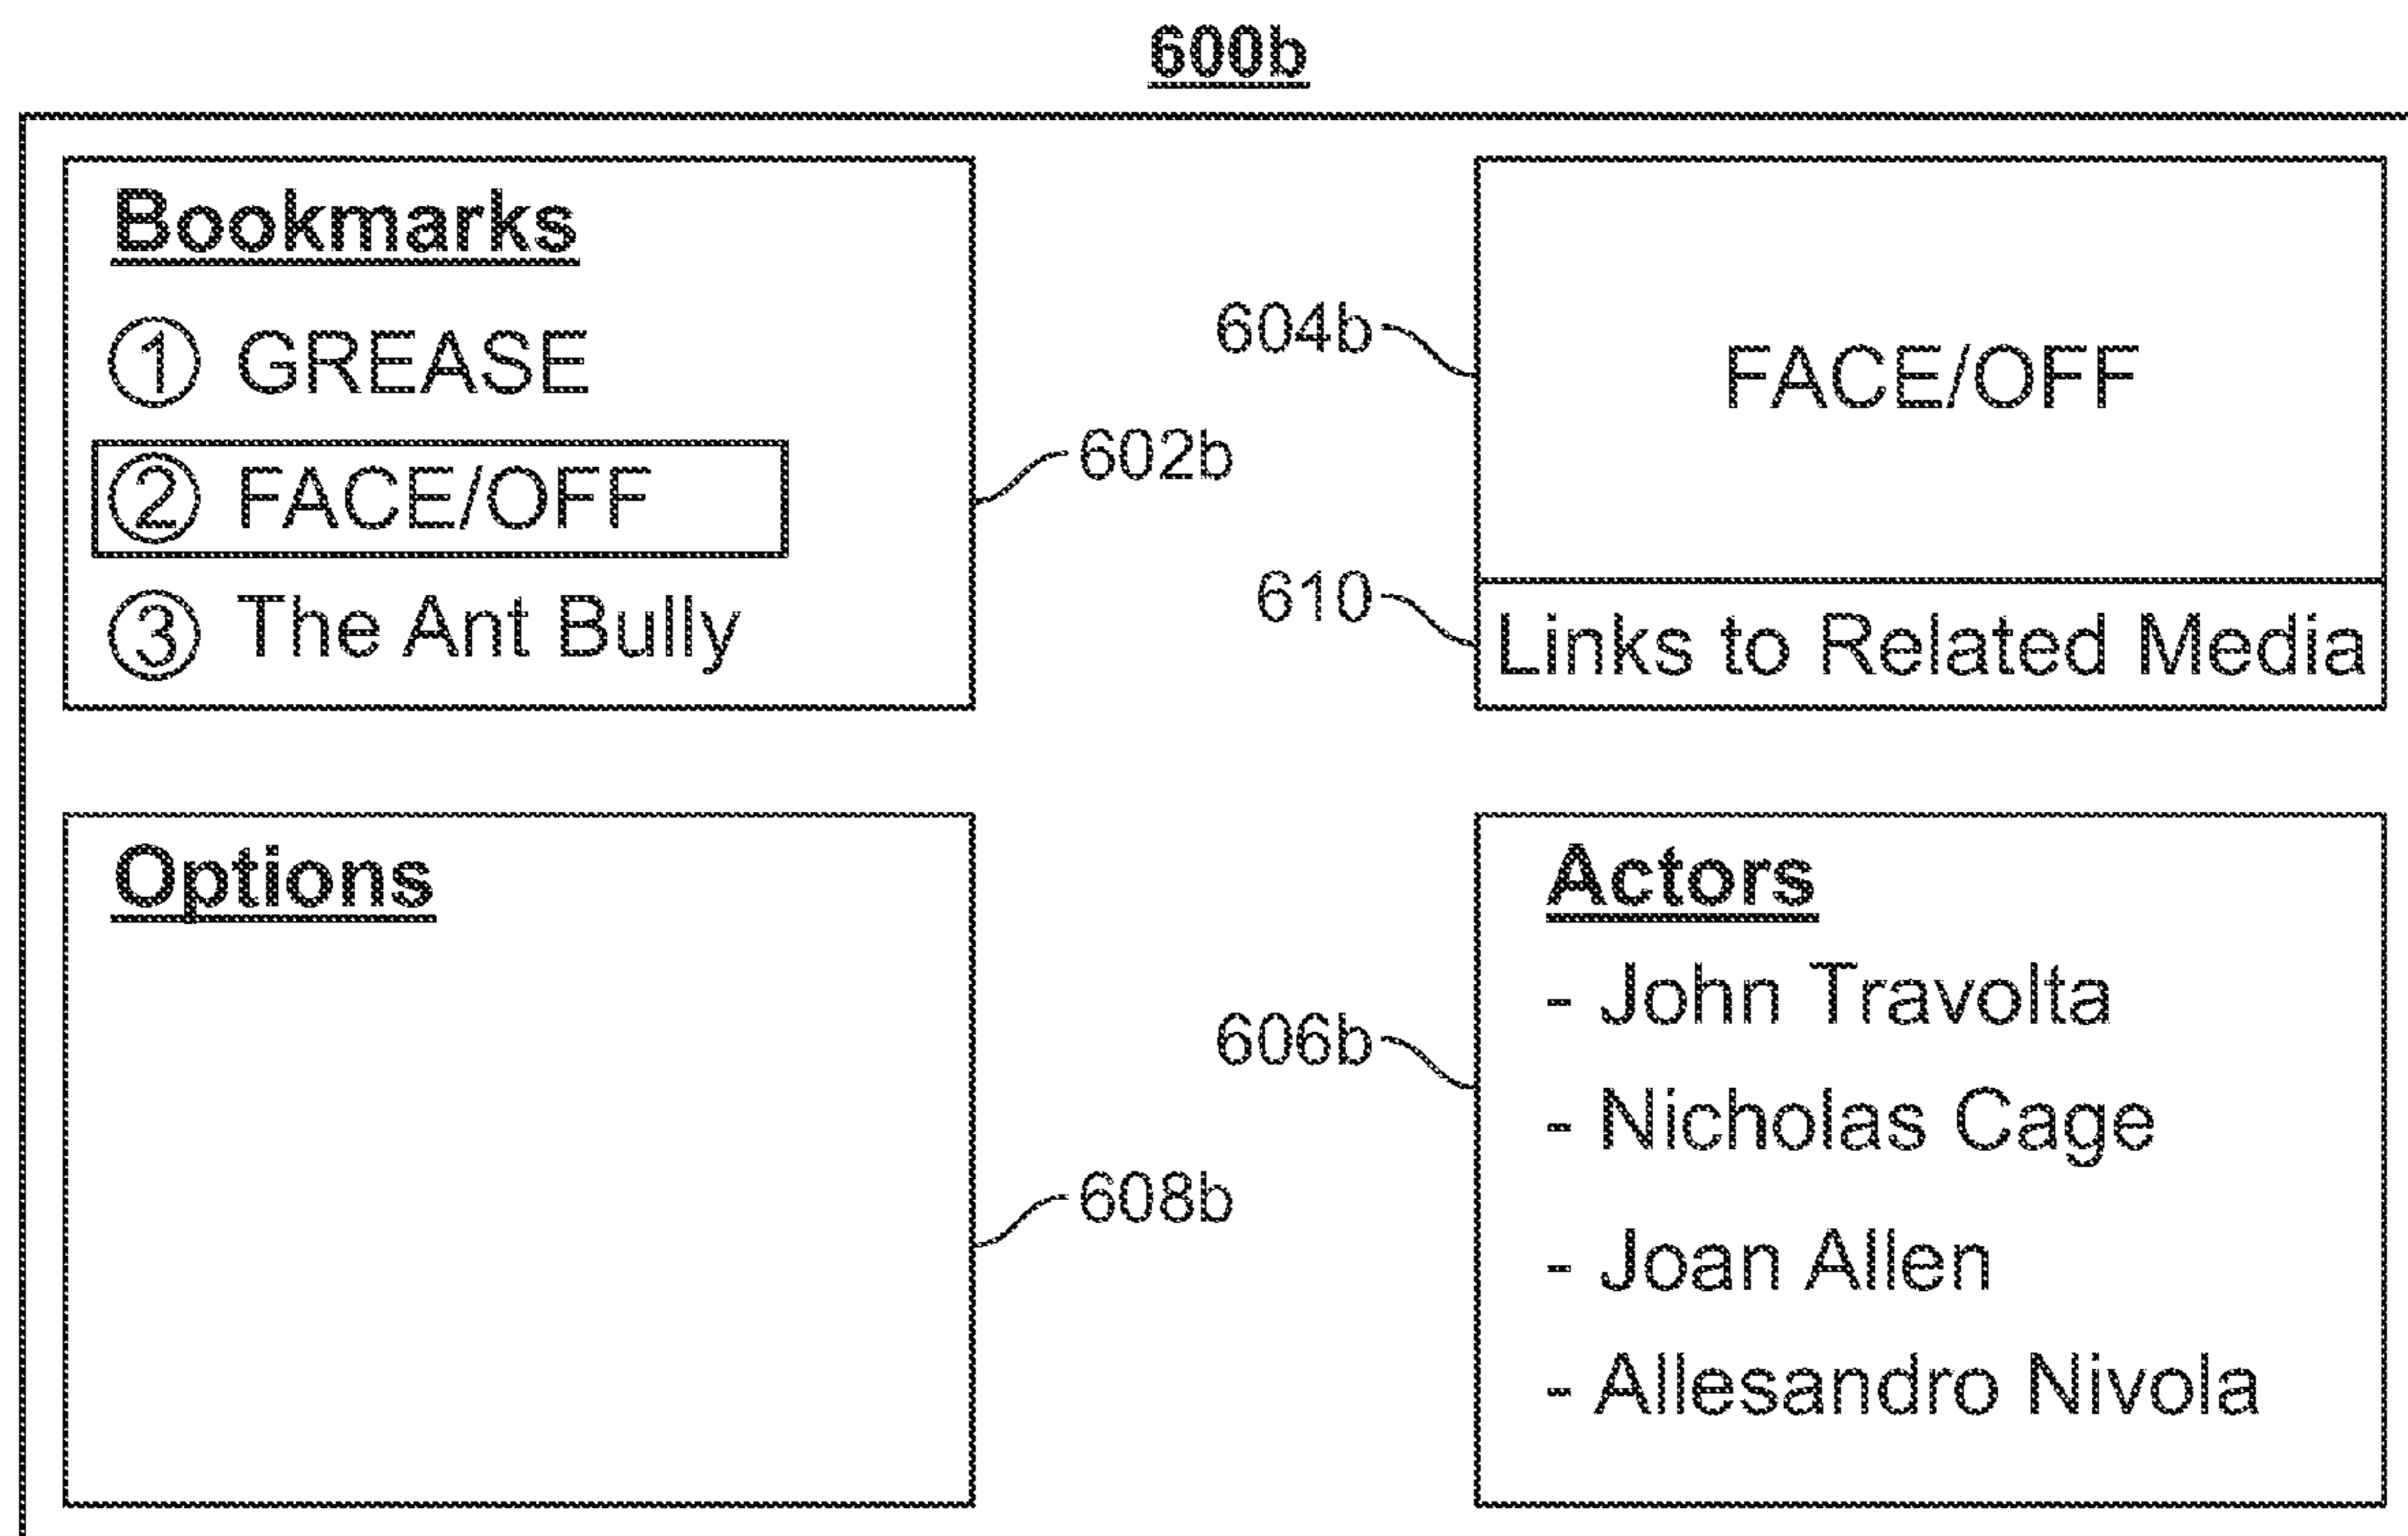 600b
Bookmarks
① GREASE
② FACE/OFF
③ The Ant Bully
602b
604b
FACE/OFF
610
Links to Related Media
Options
608b
606b
Actors
- John Travolta
- Nicholas Cage
- Joan Allen
- Allesandro Nivola